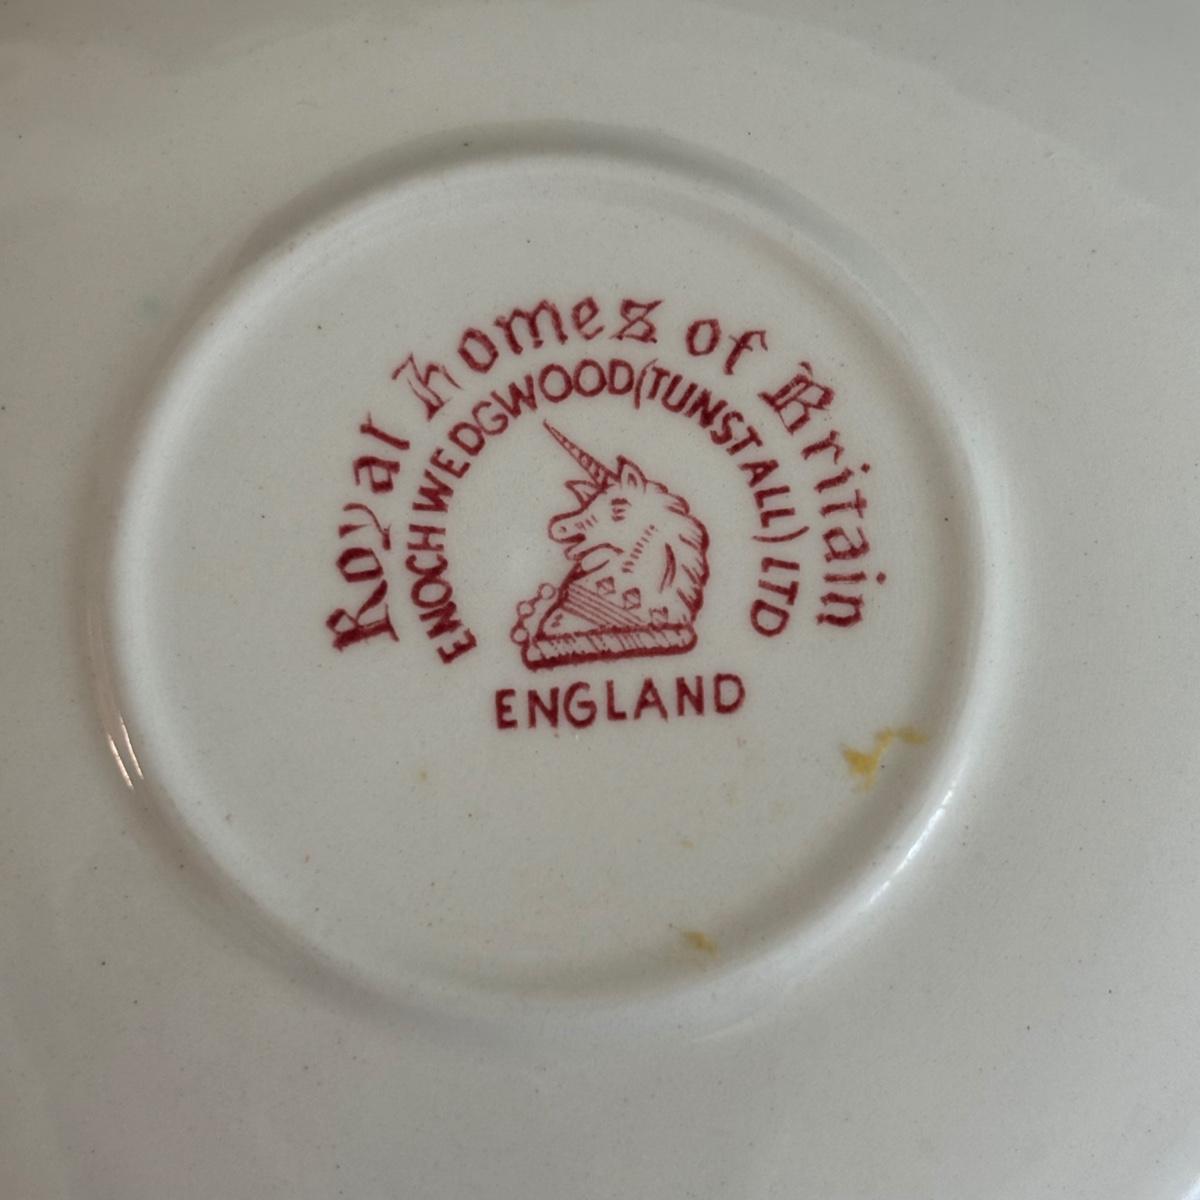 Royal Homes of Britain
ENOCH WEDGWOOD (TUNSTALL) LTD
ENGLAND